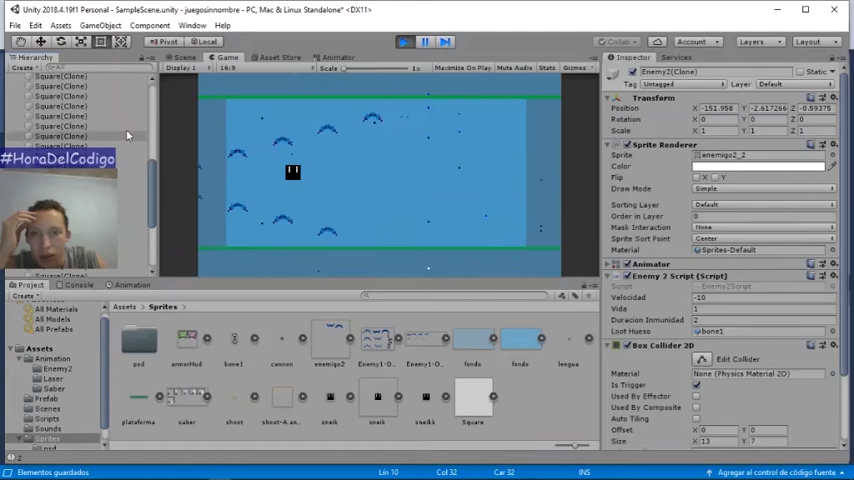 Unity 2018.4.19f1 Personal - SampleScene.unity - juegosinnombre - PC, Mac & Linux Standalone* <DX11>
File Edit Assets GameObject Component Window Help
Pivot Local Collab Account Layers Layout
Hierarchy Scene Game Asset Store Animator Inspector Services
Create All Display 1 16:9 Scale 1x Maximize On Play Mute Audio Stats Gizmos
Square(Clone)
Square(Clone)
Square(Clone)
Square(Clone)
Square(Clone)
Square(Clone)
Square(Clone)
#HoraDelCodigo
Square(Clone)
Enemy2(Clone) Static
Tag Untagged Layer Default
Transform
Position X -151.958 Y -2.617266 Z -0.59375
Rotation X 0 Y 0 Z 0
Scale X 1 Y 1 Z 1
Sprite Renderer
Sprite enemigo2_2
Color
Flip X Y
Draw Mode Simple
Sorting Layer Default
Order in Layer 0
Mask Interaction None
Sprite Sort Point Center
Material Sprites-Default
Animator
Enemy 2 Script (Script)
Script Enemy2Script
Velocidad -10
Vida 1
Duracion Inmunidad 2
Loot Hueso bone1
Box Collider 2D
Edit Collider
Material None (Physics Material 2D)
Is Trigger
Used By Effector
Used By Composite
Auto Tiling
Offset X 0 Y 0
Size X 13 Y 7
Project Console Animation
Create
All Materials
All Models
All Prefabs
Assets
Animation
Enemy2
Laser
Saber
Prefab
Scenes
Scripts
Sounds
Sprites
psd
Assets Sprites
psd armorHud bone1 cannon enemigo2 Enemy1-D... Enemy1-D... fondo fondo lengua
plataforma saber shoot shoot-A an... sneik sneik sneikk Square
2
Elementos guardados Lín 10 Col 32 Car 32 INS Agregar al control de código fuente